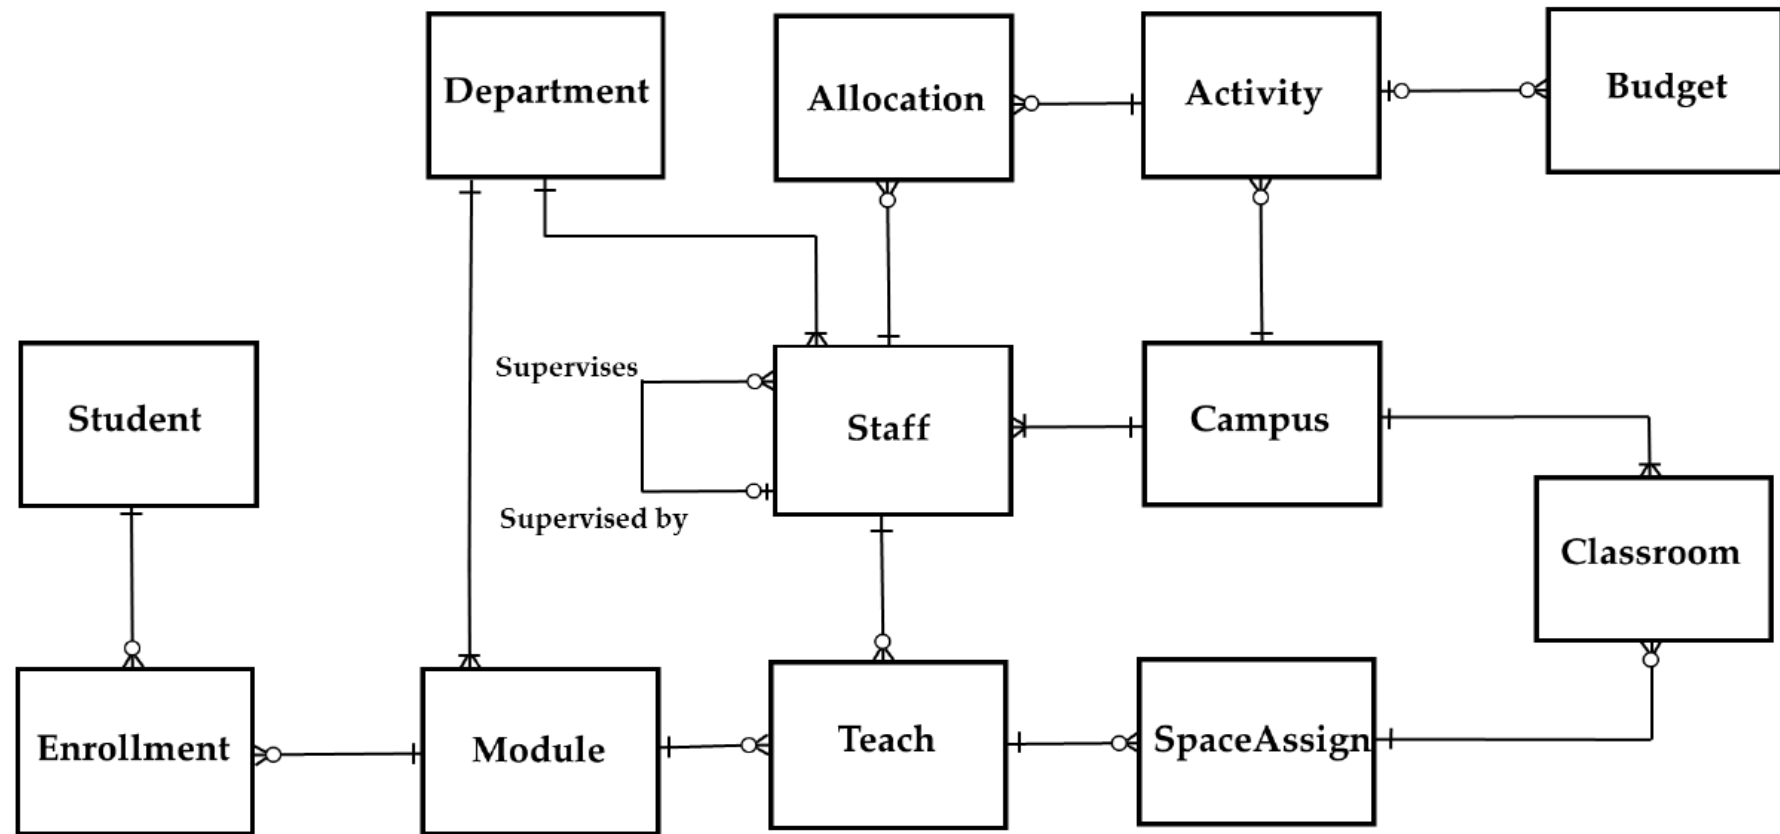 Department
Allocation
Activity
Budget
Supervises
Student
Staff
Campus
Supervised by
Classroom
Enrollment
Module
Teach
SpaceAssign